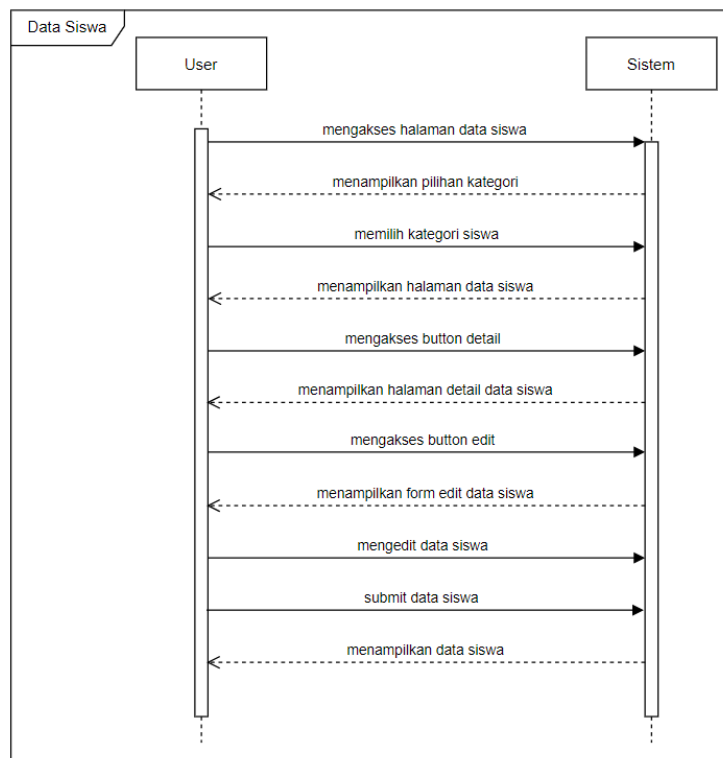 Data Siswa
User
Sistem
mengakses halaman data siswa
menampilkan pilihan kategori
memilih kategori siswa
menampilkan halaman data siswa
mengakses button detail
menampilkan halaman detail data siswa
mengakses button edit
menampilkan form edit data siswa
mengedit data siswa
submit data siswa
menampilkan data siswa